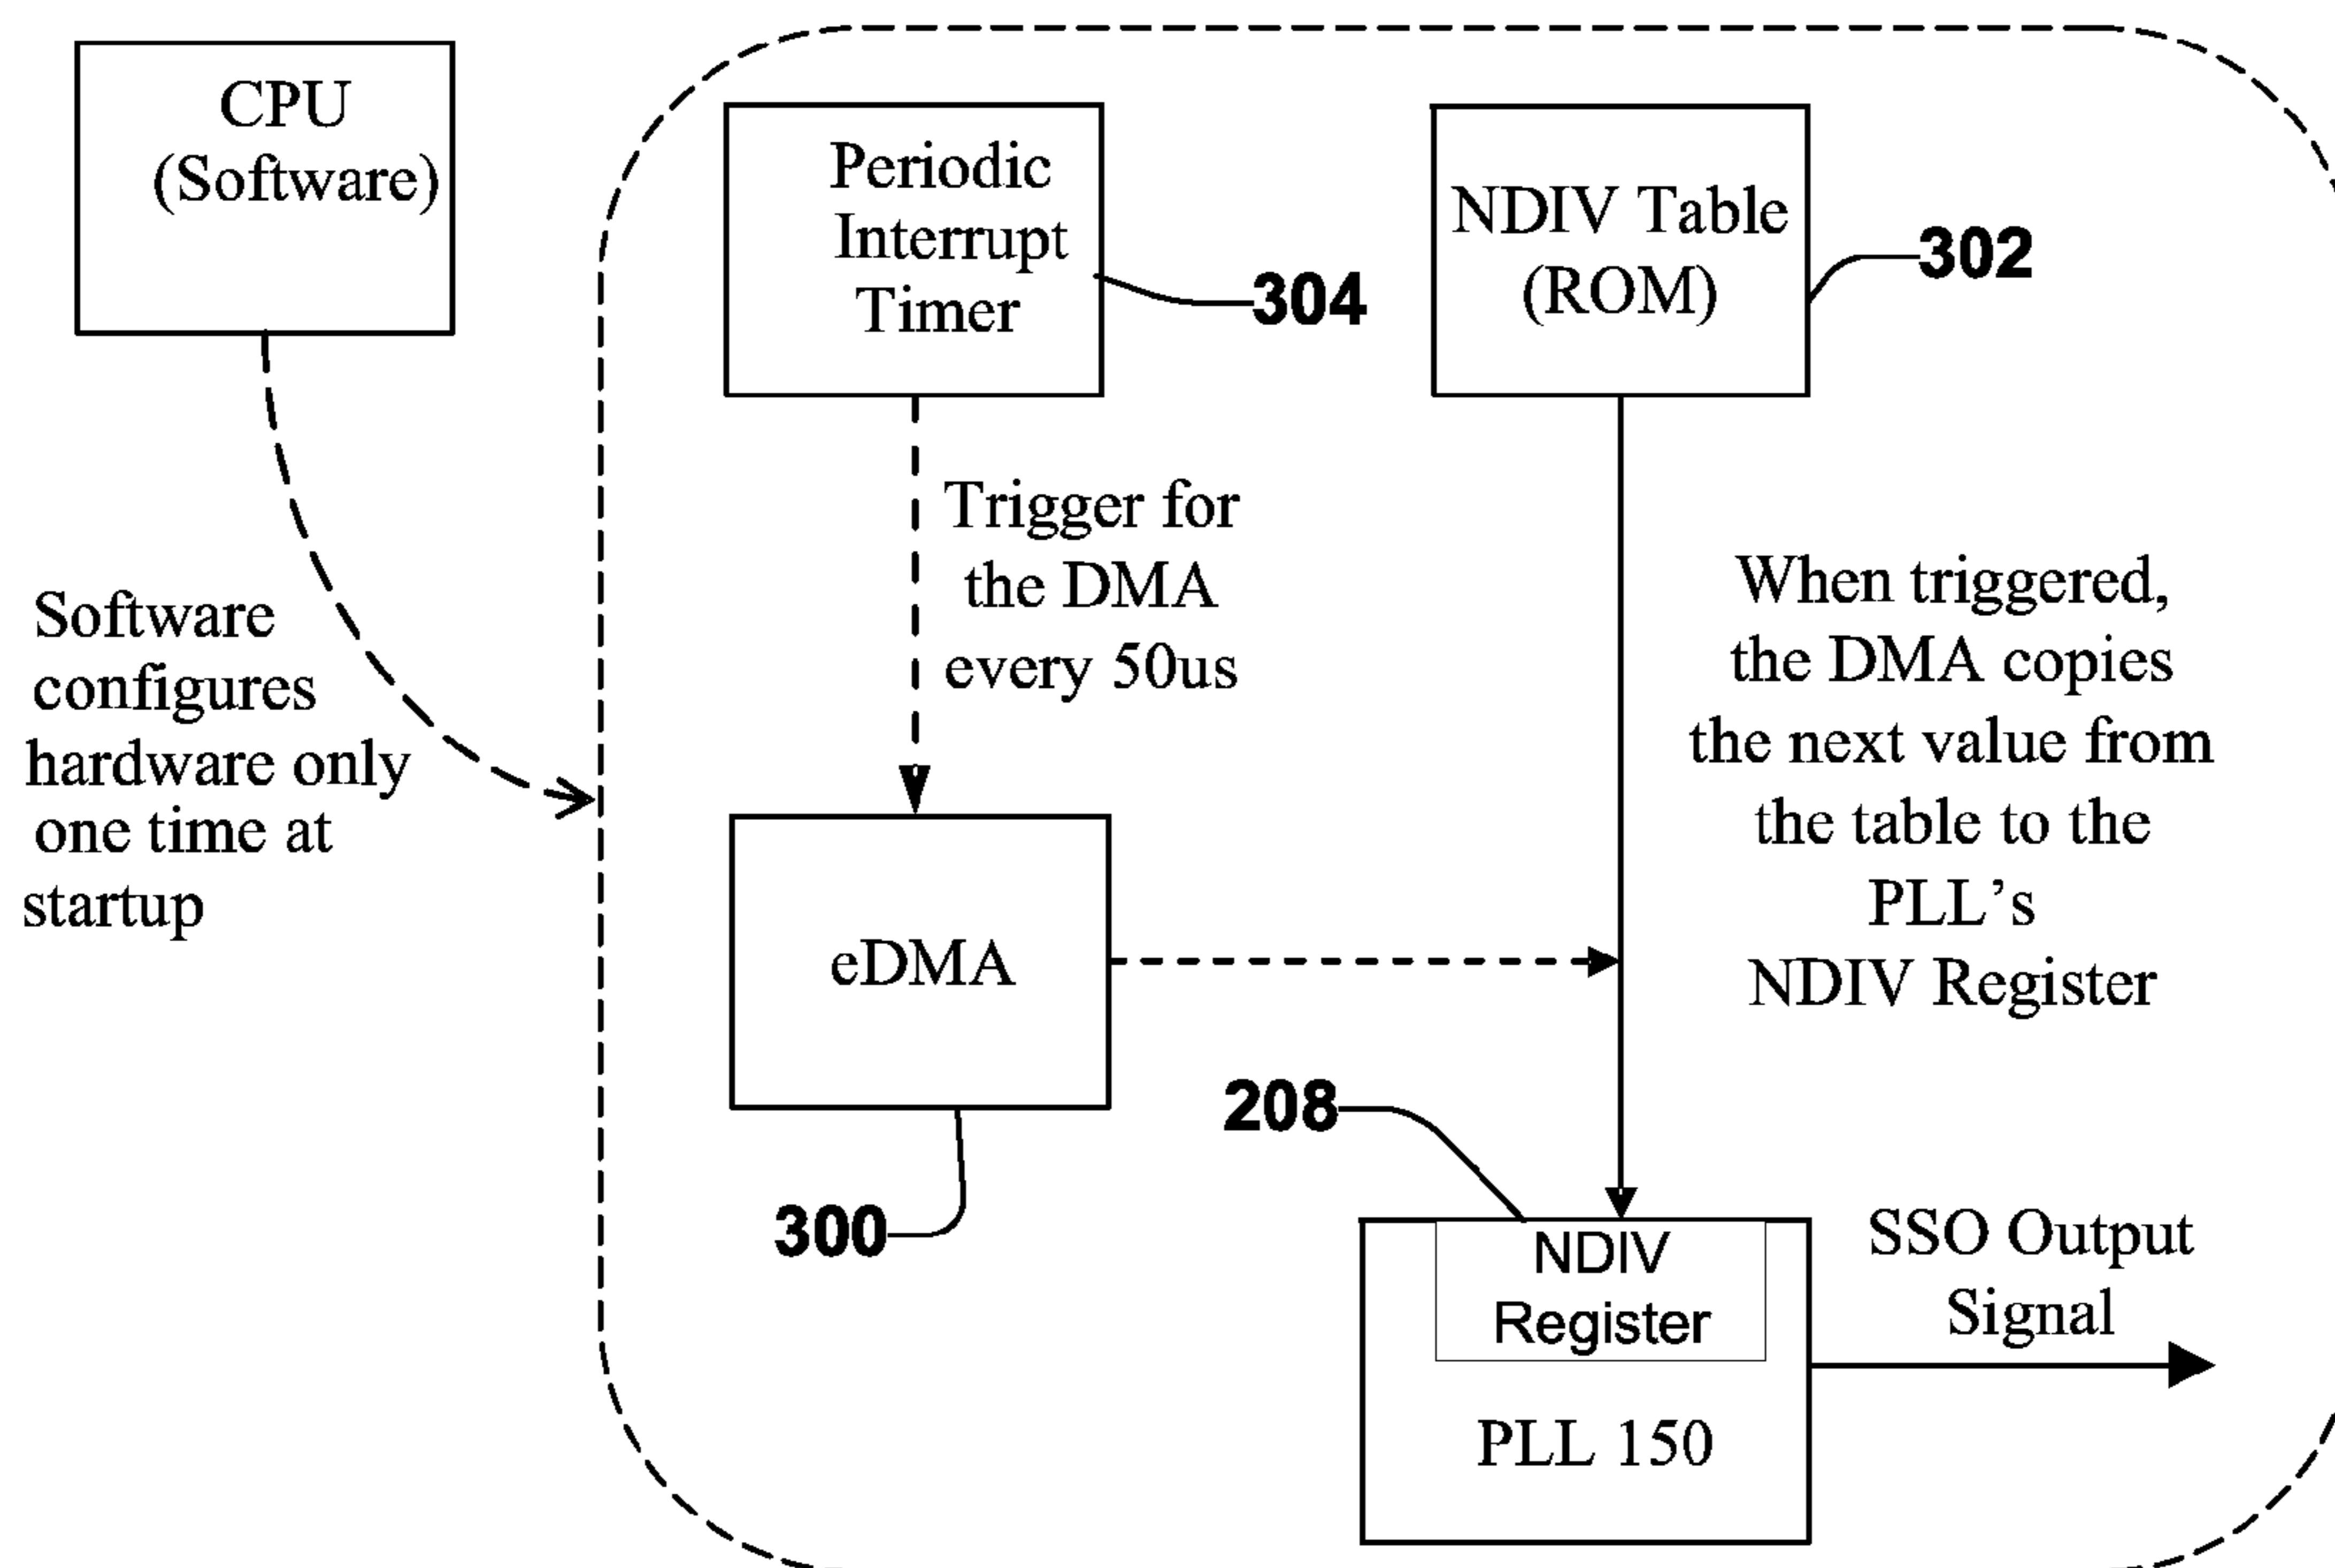 CPU
(Software)
Periodic
Interrupt
Timer
304
NDIV Table
(ROM)
302
Software
configures
hardware only
one time at
startup
Trigger for
the DMA
every 50us
When triggered,
the DMA copies
the next value from
the table to the
PLL's
NDIV Register
eDMA
300
208
NDIV
Register
PLL 150
SSO Output
Signal